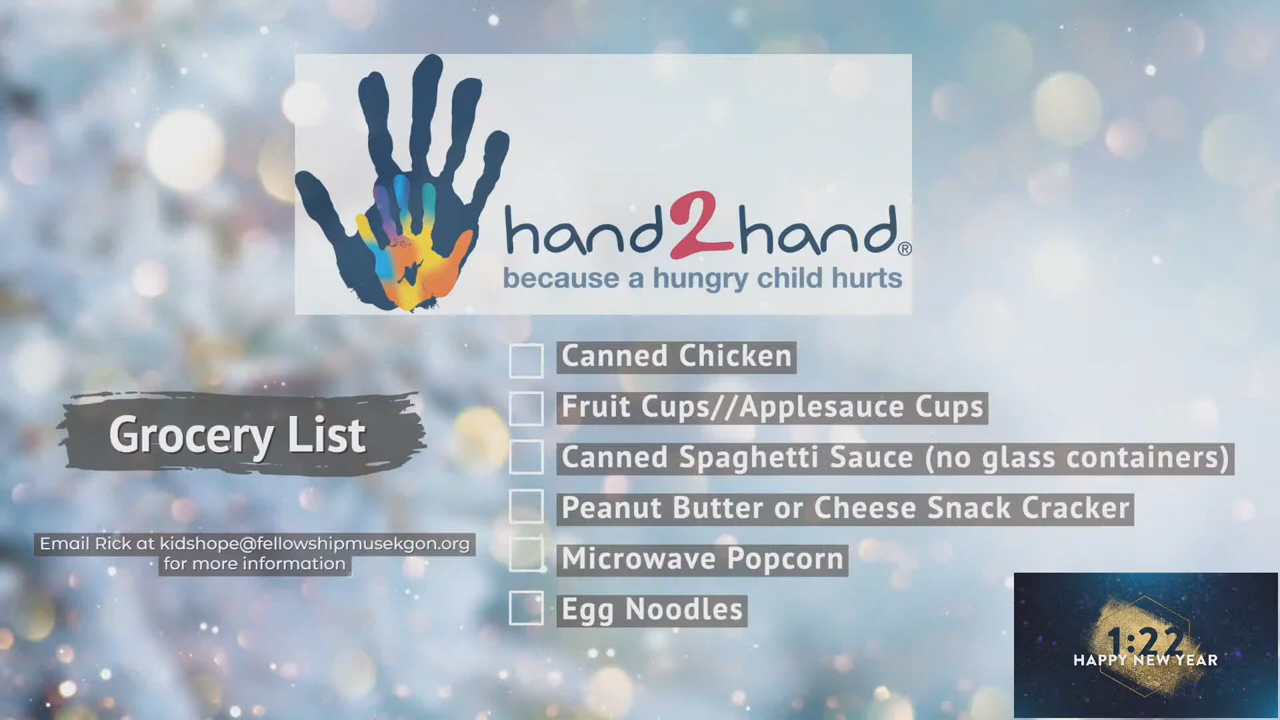 hand2hand®
because a hungry child hurts
Grocery List
Email Rick at kidshope@fellowshipmusekgon.org
for more information
Canned Chicken
Fruit Cups//Applesauce Cups
Canned Spaghetti Sauce (no glass containers)
Peanut Butter or Cheese Snack Cracker
Microwave Popcorn
Egg Noodles
1:22
HAPPY NEW YEAR